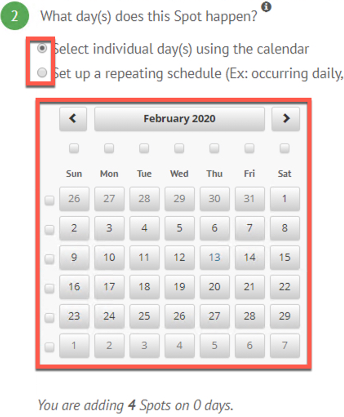 2 What day(s) does this Spot happen? i
Select individual day(s) using the calendar
Set up a repeating schedule (Ex: occurring daily,
< February 2020 >
Sun Mon Tue Wed Thu Fri Sat
26 27 28 29 30 31 1
2 3 4 5 6 7 8
9 10 11 12 13 14 15
16 17 18 19 20 21 22
23 24 25 26 27 28 29
1 2 3 4 5 6 7
You are adding 4 Spots on 0 days.